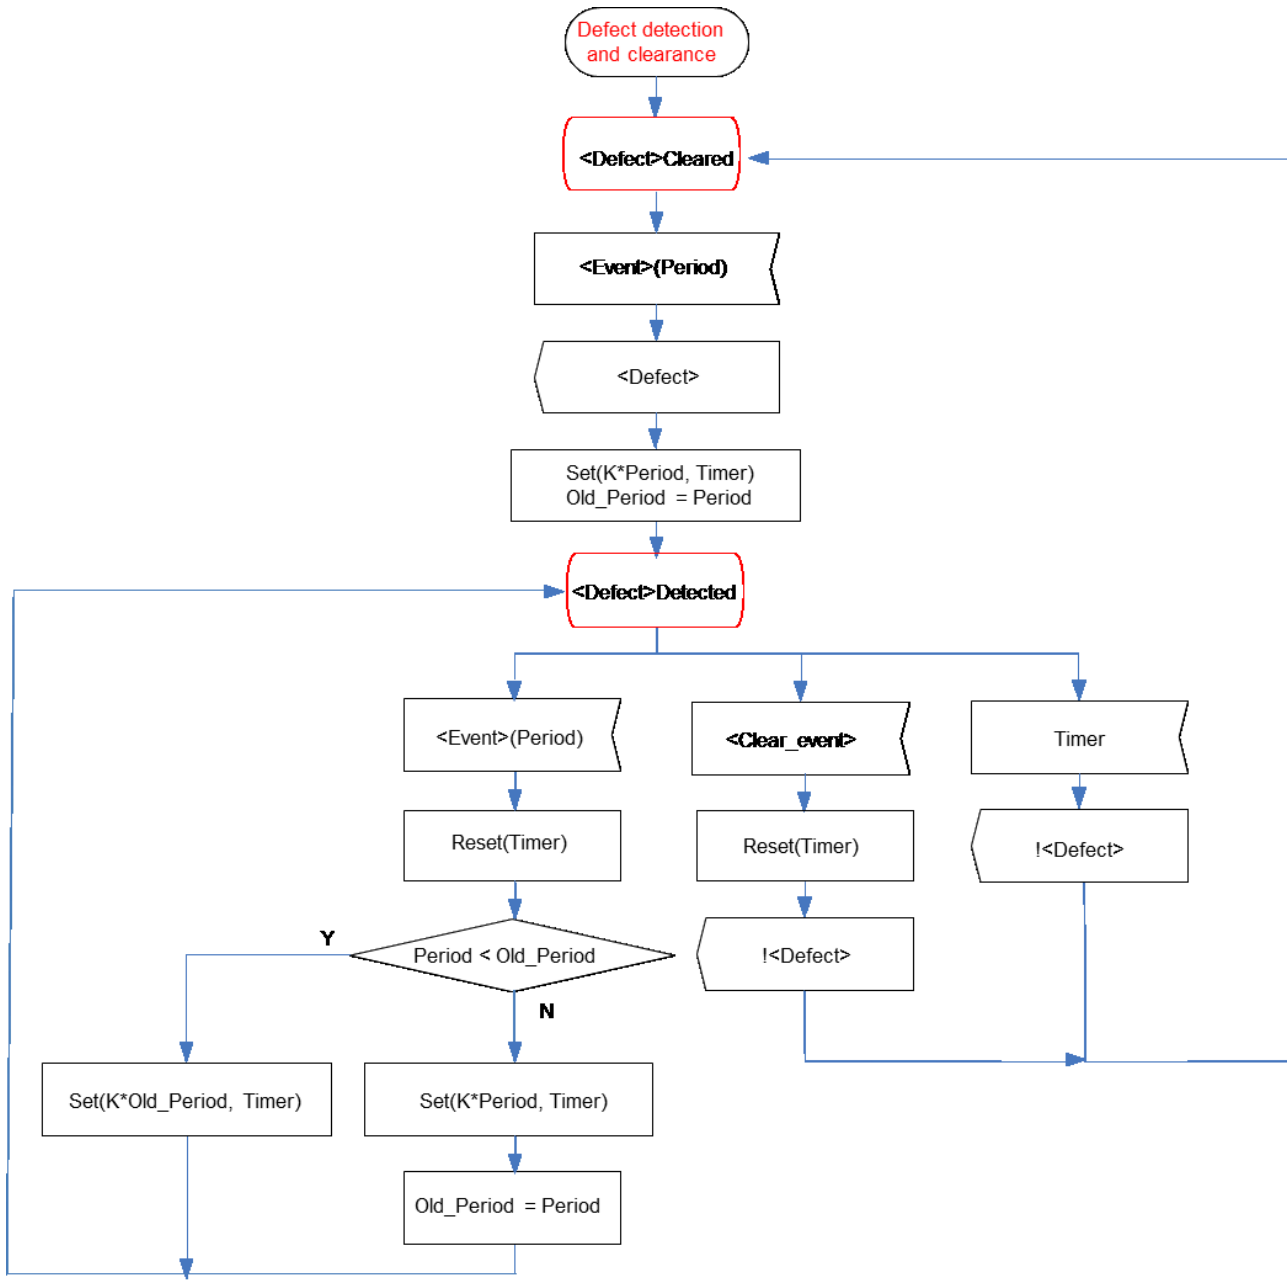 Defect detection
and clearance
<Defect>Cleared
<Event>(Period)
<Defect>
Set(K*Period, Timer)
Old_Period = Period
<Defect>Detected
<Event>(Period)
<Clear_event>
Timer
Reset(Timer)
Reset(Timer)
!<Defect>
Y
Period < Old_Period
!<Defect>
N
Set(K*Old_Period, Timer)
Set(K*Period, Timer)
Old_Period = Period